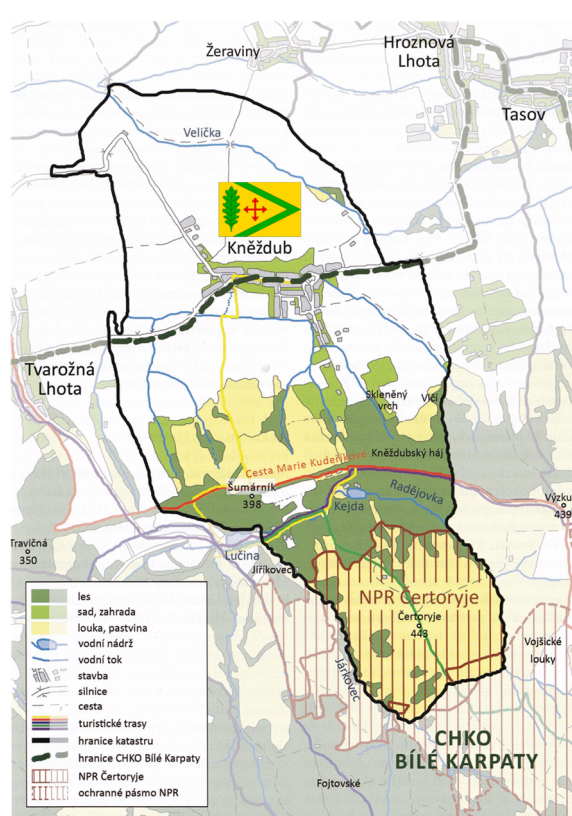 Žeraviny
Hroznová
Lhota
Tasov
Velička
Kněždub
Tvarožná
Lhota
Skleněný
vrch
Vlčí
Kněždubský háj
Cesta Marie Kudeříkové
Šumárník
398
Radějovka
Kejda
Výzku
439
Travičná
350
Lučina
Jiříkovec
NPR Čertoryje
Čertoryje
443
Vojšické
louky
Járkovec
CHKO
BÍLÉ KARPATY
Fojtovské
les
sad, zahrada
louka, pastvina
vodní nádrž
vodní tok
stavba
silnice
cesta
turistické trasy
hranice katastru
hranice CHKO Bílé Karpaty
NPR Čertoryje
ochranné pásmo NPR